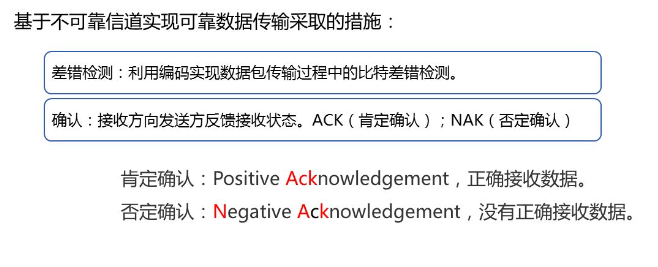 基于不可靠信道实现可靠数据传输采取的措施：
差错检测：利用编码实现数据包传输过程中的比特差错检测。
确认：接收方向发送方反馈接收状态。ACK（肯定确认）；NAK（否定确认）
肯定确认：Positive Acknowledgement，正确接收数据。
否定确认：Negative Acknowledgement，没有正确接收数据。